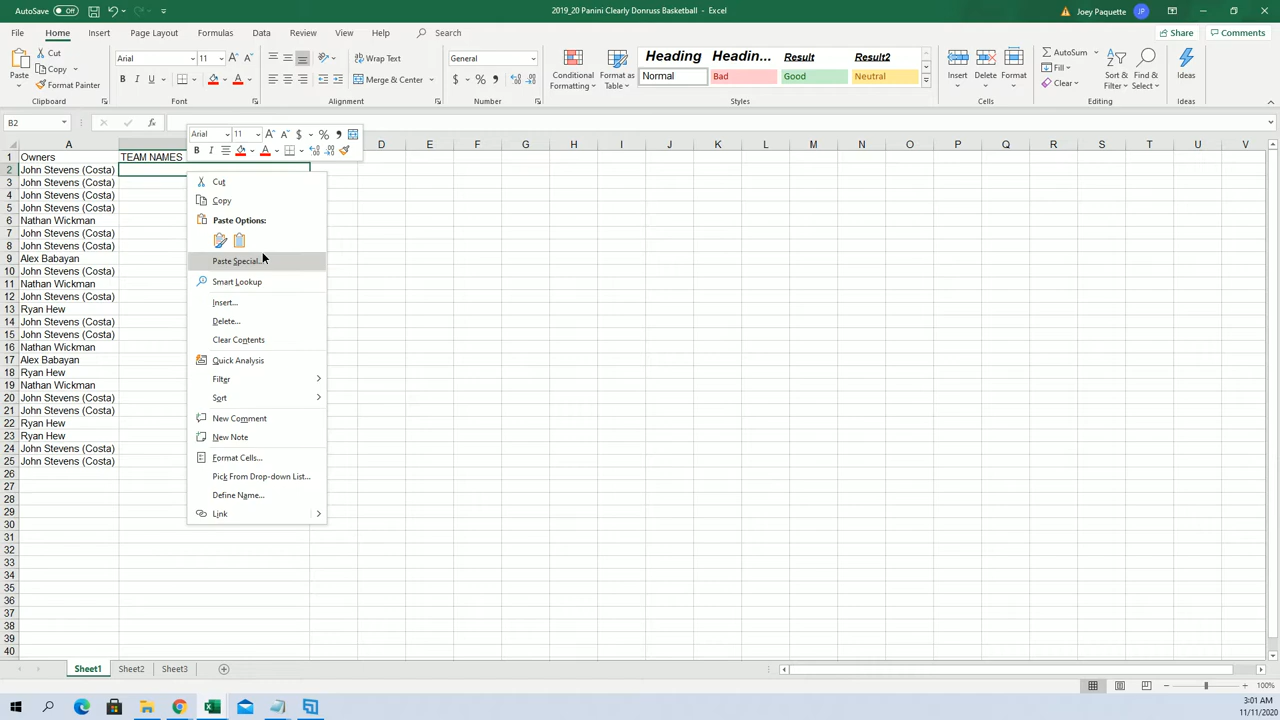 AutoSave Off 2019_20 Panini Clearly Donruss Basketball - Excel Joey Paquette JP
File Home Insert Page Layout Formulas Data Review View Help Search Share Comments
Paste Cut Copy Format Painter Clipboard
Arial 11 A A B I U A Font
Wrap Text Merge & Center Alignment
General $ % , Number
Conditional Formatting Format as Table
Heading Headin... Result Result2
Normal Bad Good Neutral Styles
Insert Delete Format Cells
AutoSum Fill Clear Sort & Filter Find & Select Editing
Ideas Ideas
B2 fx
Arial 11 A A $ % ,
B I A
A D E F G H I J K L M N O P Q R S T U V
1 Owners TEAM NAMES
2 John Stevens (Costa)
3 John Stevens (Costa)
4 John Stevens (Costa)
5 John Stevens (Costa)
6 Nathan Wickman
7 John Stevens (Costa)
8 John Stevens (Costa)
9 Alex Babayan
10 John Stevens (Costa)
11 Nathan Wickman
12 John Stevens (Costa)
13 Ryan Hew
14 John Stevens (Costa)
15 John Stevens (Costa)
16 Nathan Wickman
17 Alex Babayan
18 Ryan Hew
19 Nathan Wickman
20 John Stevens (Costa)
21 John Stevens (Costa)
22 Ryan Hew
23 Ryan Hew
24 John Stevens (Costa)
25 John Stevens (Costa)
26
27
28
29
30
31
32
33
34
35
36
37
38
39
40
Cut
Copy
Paste Options:
Paste Special...
Smart Lookup
Insert...
Delete...
Clear Contents
Quick Analysis
Filter
Sort
New Comment
New Note
Format Cells...
Pick From Drop-down List...
Define Name...
Link
Sheet1 Sheet2 Sheet3
100%
3:01 AM
11/11/2020